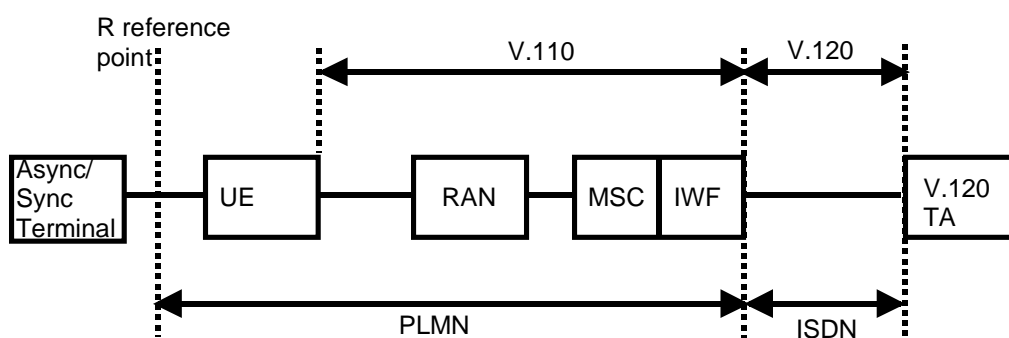 R reference
point
V.110
V.120
Async/
Sync
Terminal
UE
RAN
MSC
IWF
V.120
TA
PLMN
ISDN